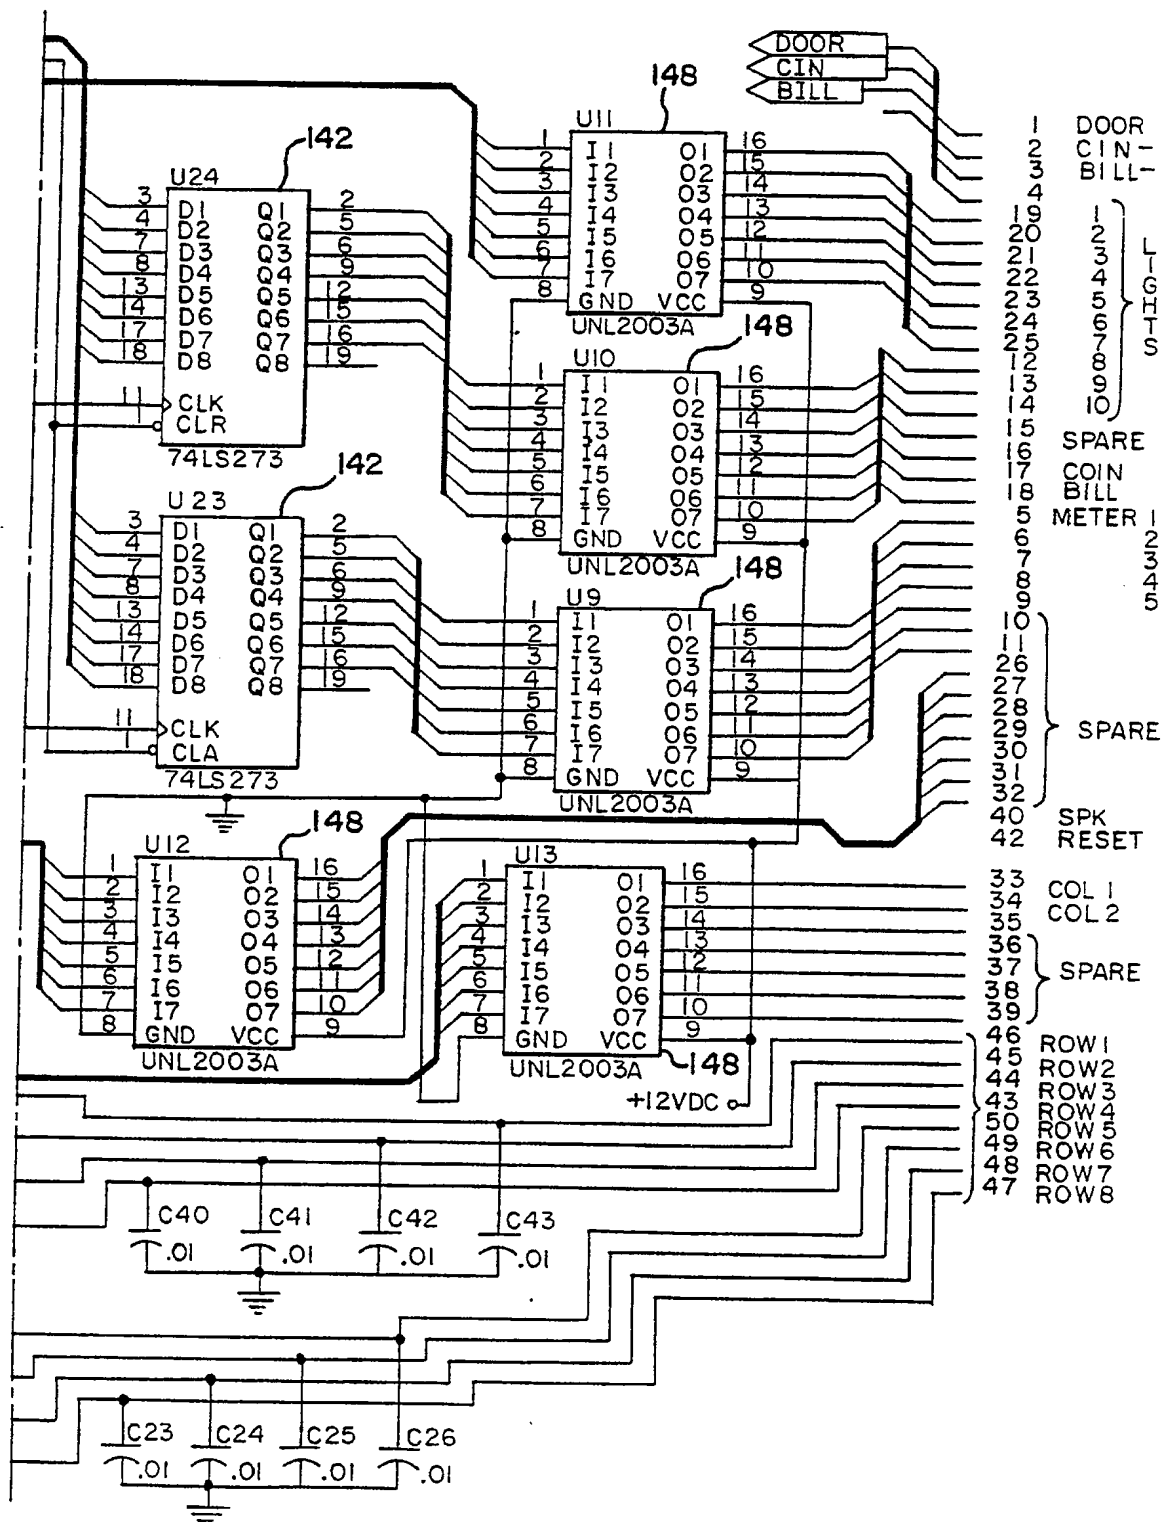 DOOR
CIN
BILL
148
U11
1 I1 O1 16
2 I2 O2 15
3 I3 O3 14
4 I4 O4 13
5 I5 O5 12
6 I6 O6 11
7 I7 O7 10
8 GND VCC 9
UNL2003A
142
U24
3 D1 Q1 2
4 D2 Q2 5
7 D3 Q3 6
8 D4 Q4 9
13 D5 Q5 12
14 D6 Q6 15
17 D7 Q7 16
18 D8 Q8 19
11 CLK
1 CLR
74LS273
148
U10
1 I1 O1 16
2 I2 O2 15
3 I3 O3 14
4 I4 O4 13
5 I5 O5 12
6 I6 O6 11
7 I7 O7 10
8 GND VCC 9
UNL2003A
142
U23
3 D1 Q1 2
4 D2 Q2 5
7 D3 Q3 6
8 D4 Q4 9
13 D5 Q5 12
14 D6 Q6 15
17 D7 Q7 16
18 D8 Q8 19
11 CLK
1 CLA
74LS273
148
U9
1 I1 O1 16
2 I2 O2 15
3 I3 O3 14
4 I4 O4 13
5 I5 O5 12
6 I6 O6 11
7 I7 O7 10
8 GND VCC 9
UNL2003A
148
U12
1 I1 O1 16
2 I2 O2 15
3 I3 O3 14
4 I4 O4 13
5 I5 O5 12
6 I6 O6 11
7 I7 O7 10
8 GND VCC 9
UNL2003A
U13
1 I1 O1 16
2 I2 O2 15
3 I3 O3 14
4 I4 O4 13
5 I5 O5 12
6 I6 O6 11
7 I7 O7 10
8 GND VCC 9
UNL2003A
148
+12VDC
1 DOOR
2 CIN-
3 BILL-
4
19 1
20 2
21 3
22 4
23 5
24 6
25 7
12 8
13 9
14 10
LIGHTS
15 SPARE
16
17 COIN
18 BILL
5 METER 1
6 2
7 3
8 4
9 5
10
11
26
27
28
29
30
31
32
SPARE
40 SPK
42 RESET
33 COL 1
34 COL 2
35
36
37
38
39
SPARE
46 ROW1
45 ROW2
44 ROW3
43 ROW4
50 ROW5
49 ROW6
48 ROW7
47 ROW8
C40 .01
C41 .01
C42 .01
C43 .01
C23 .01
C24 .01
C25 .01
C26 .01